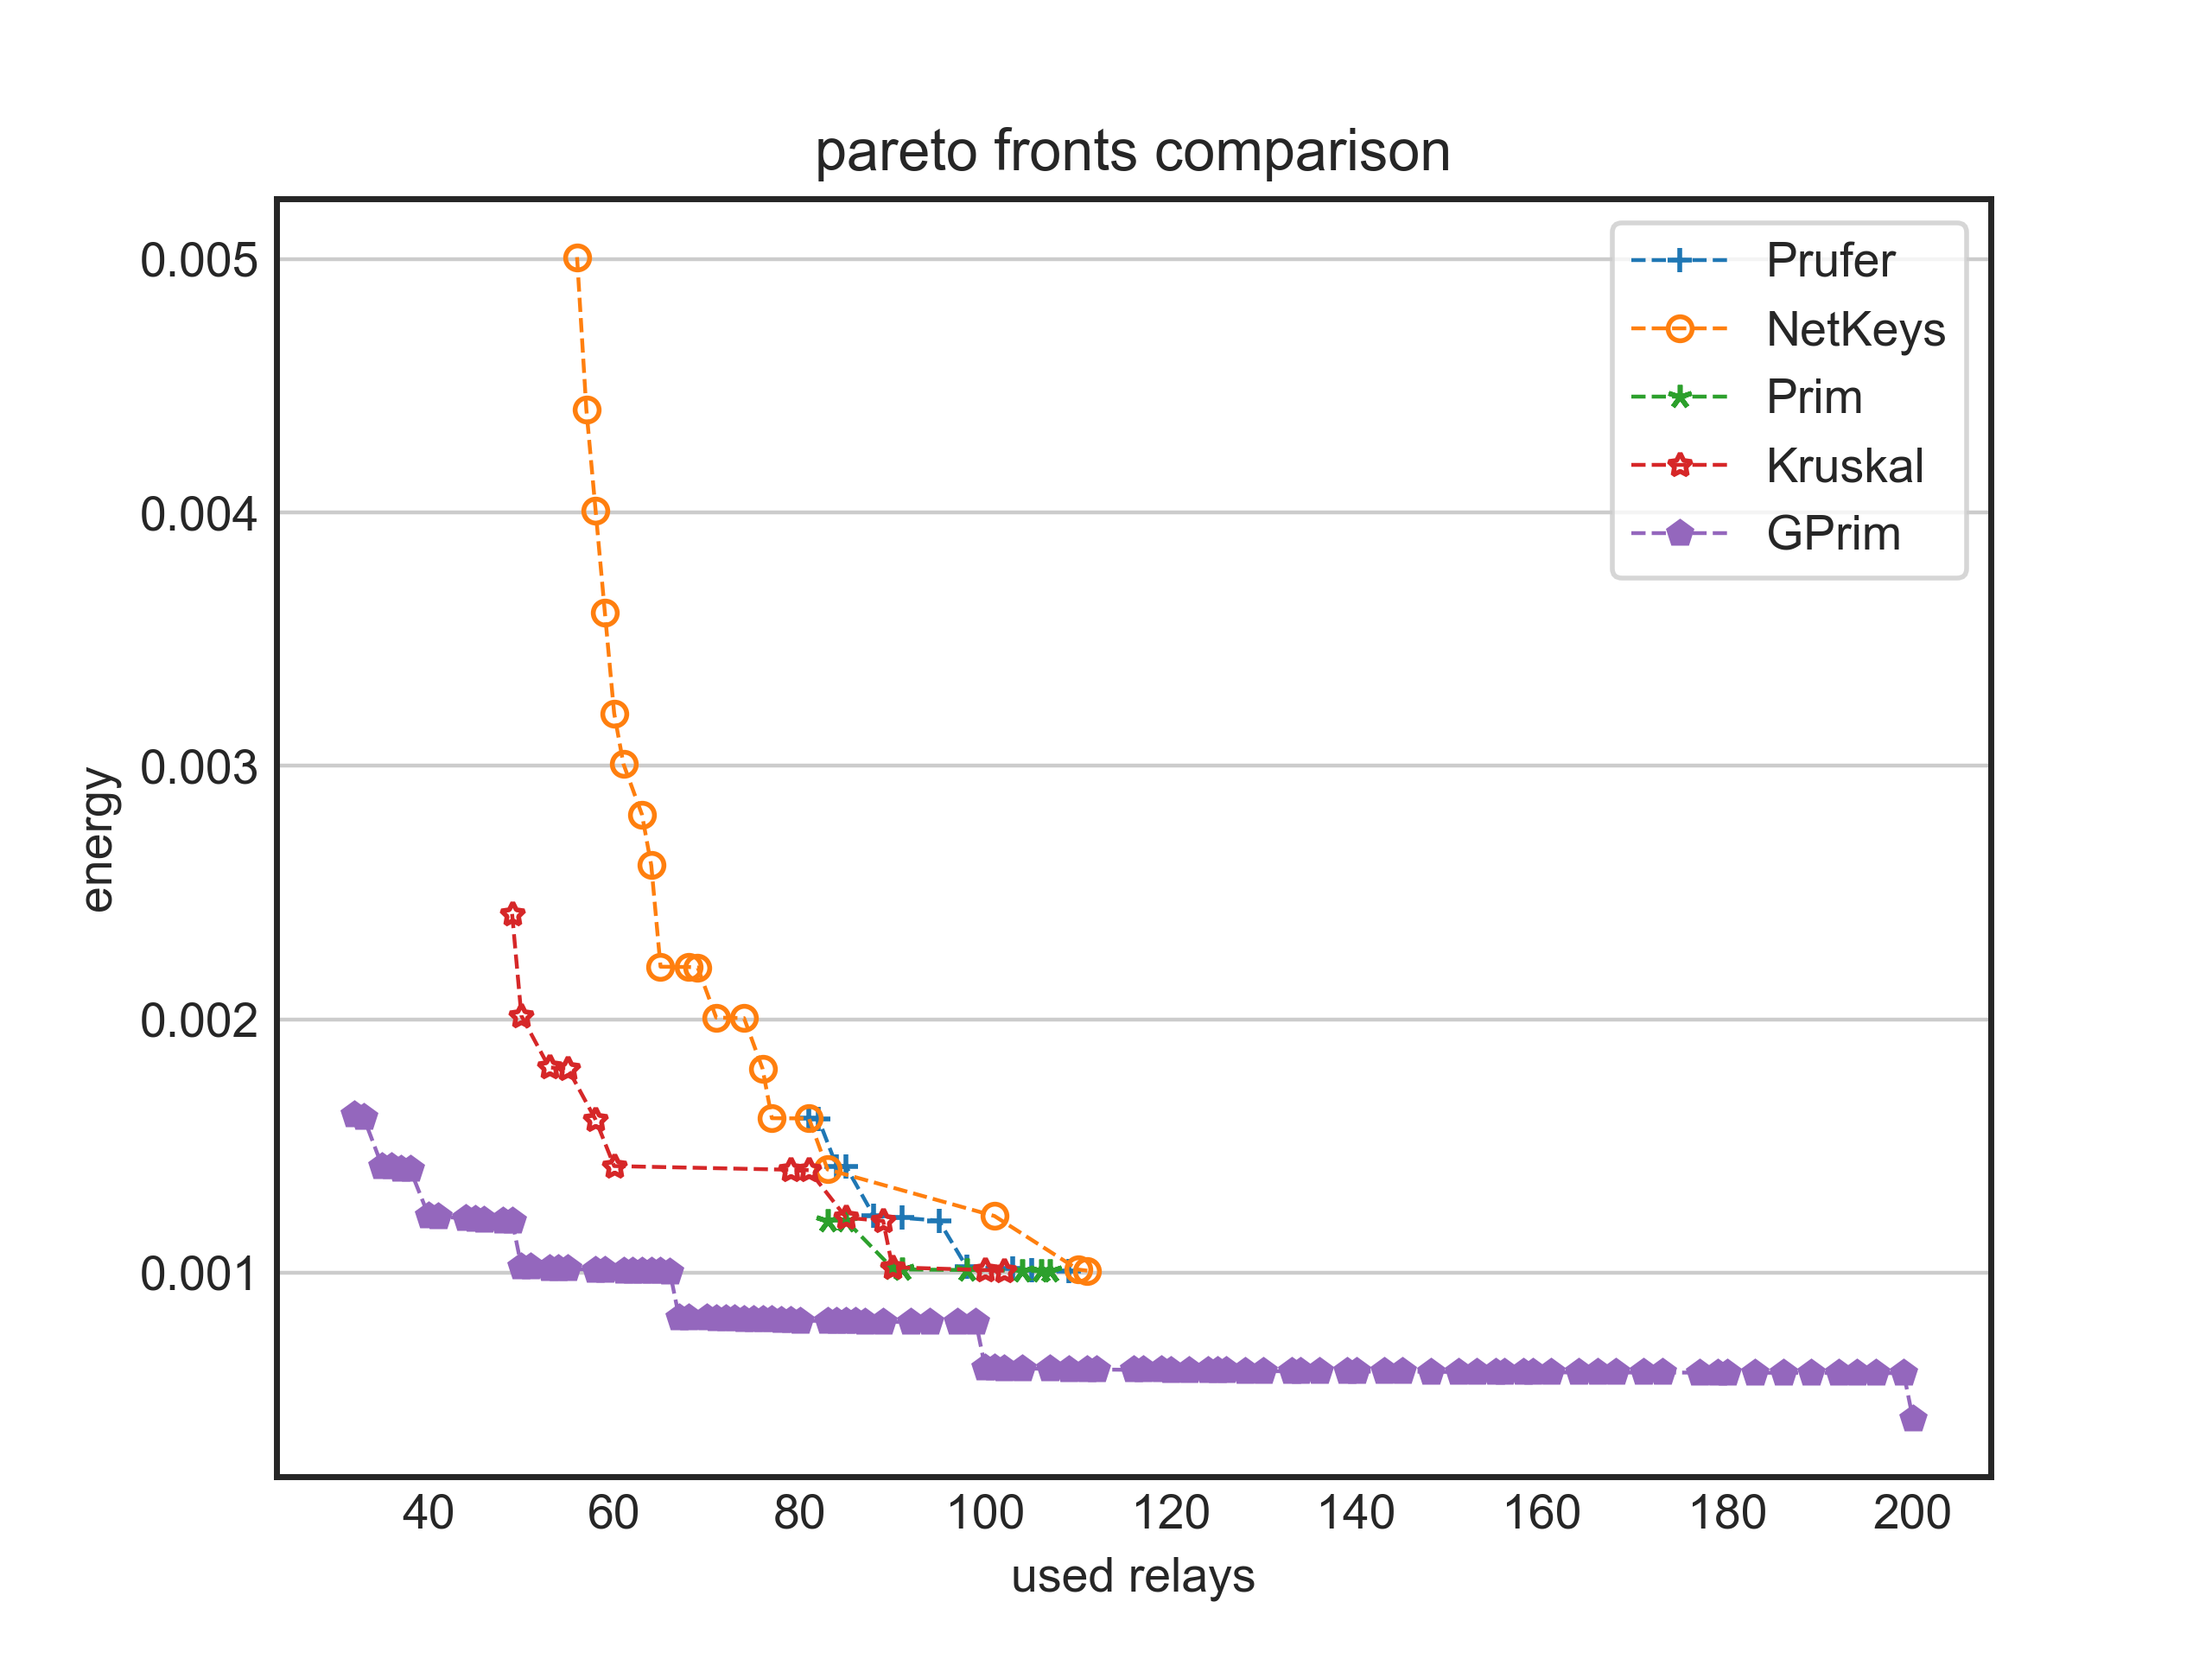 pareto fronts comparison
0.005
0.004
0.003
0.002
0.001
energy
Prufer
NetKeys
Prim
Kruskal
GPrim
40 60 80 100 120 140 160 180 200
used relays